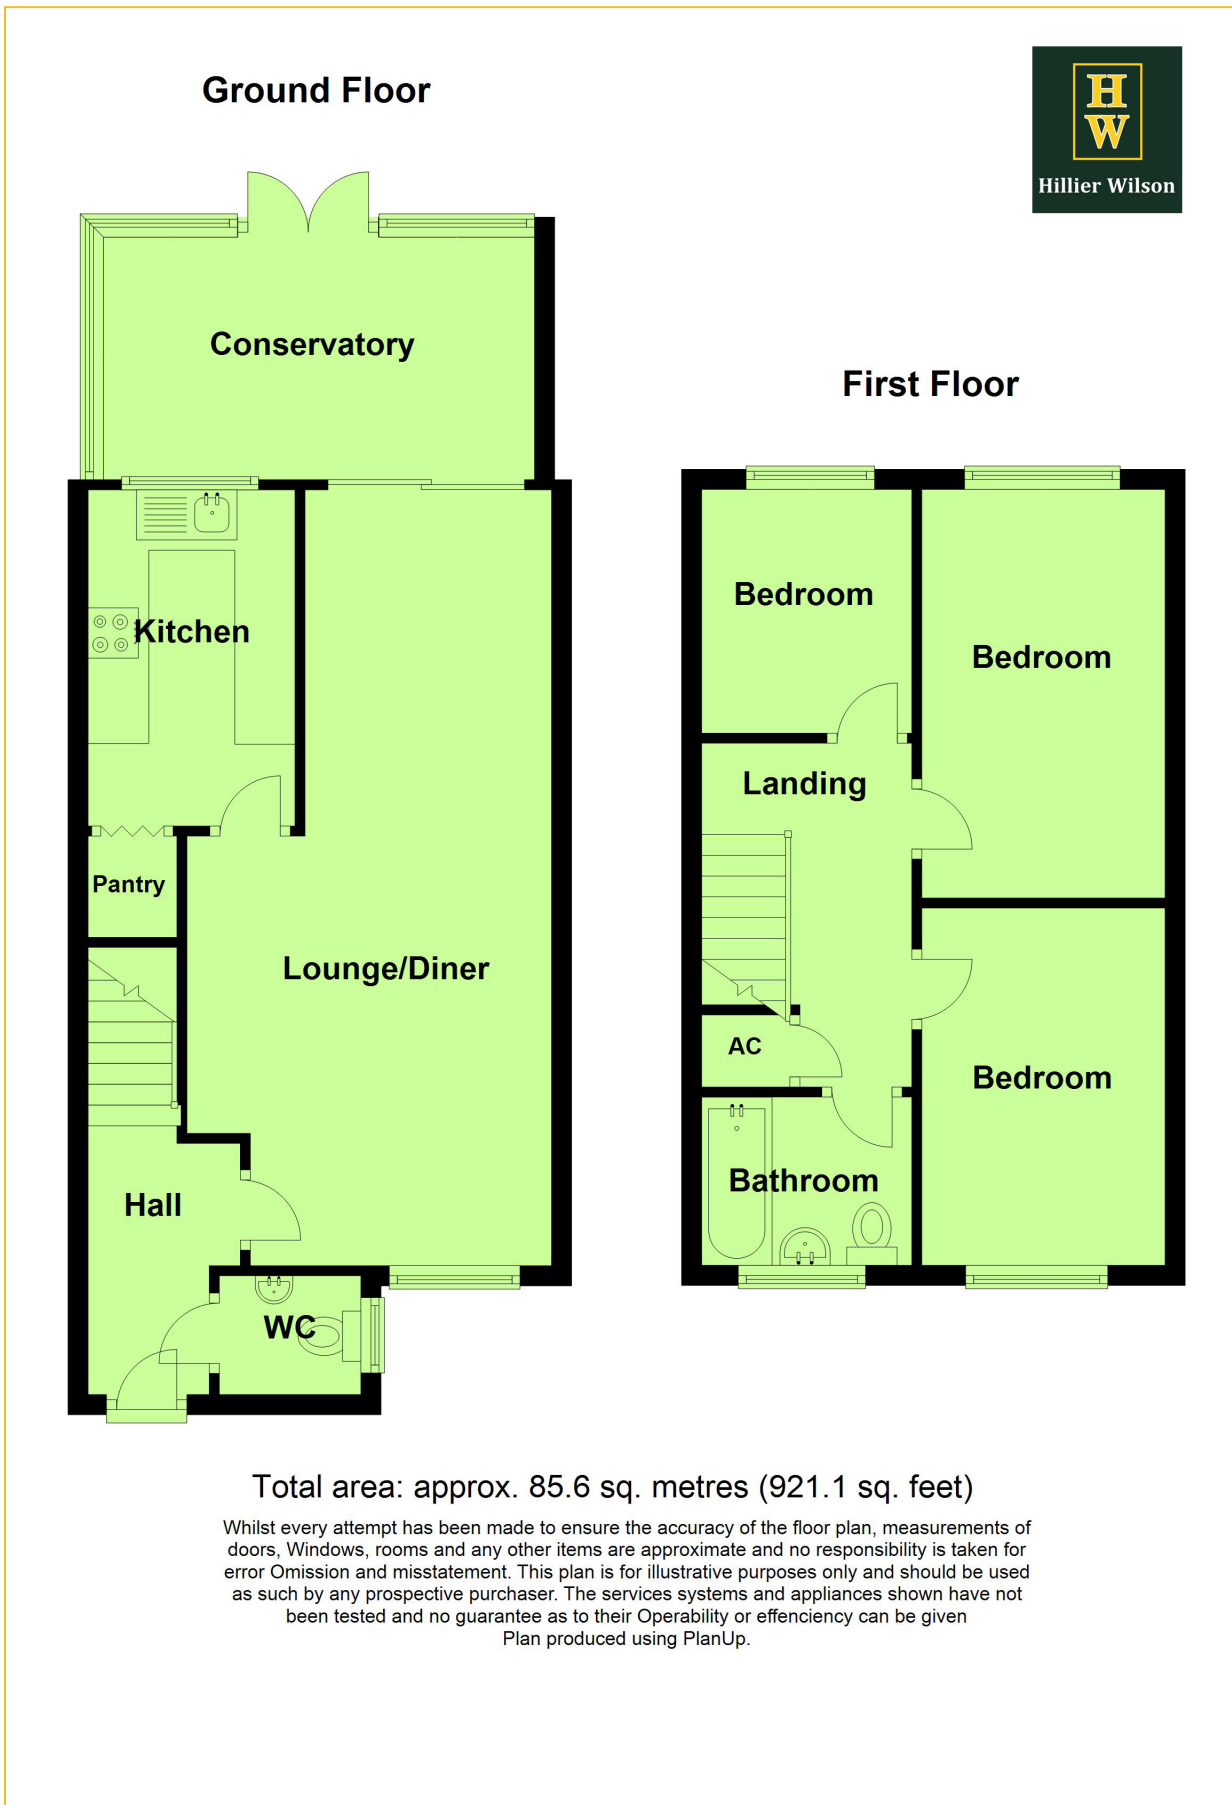 Ground Floor
H
W
Hillier Wilson
Conservatory
First Floor
Kitchen
Bedroom
Bedroom
Landing
Pantry
Lounge/Diner
AC
Bedroom
Bathroom
Hall
WC
Total area: approx. 85.6 sq. metres (921.1 sq. feet)
Whilst every attempt has been made to ensure the accuracy of the floor plan, measurements of
doors, Windows, rooms and any other items are approximate and no responsibility is taken for
error Omission and misstatement. This plan is for illustrative purposes only and should be used
as such by any prospective purchaser. The services systems and appliances shown have not
been tested and no guarantee as to their Operability or effenciency can be given
Plan produced using PlanUp.